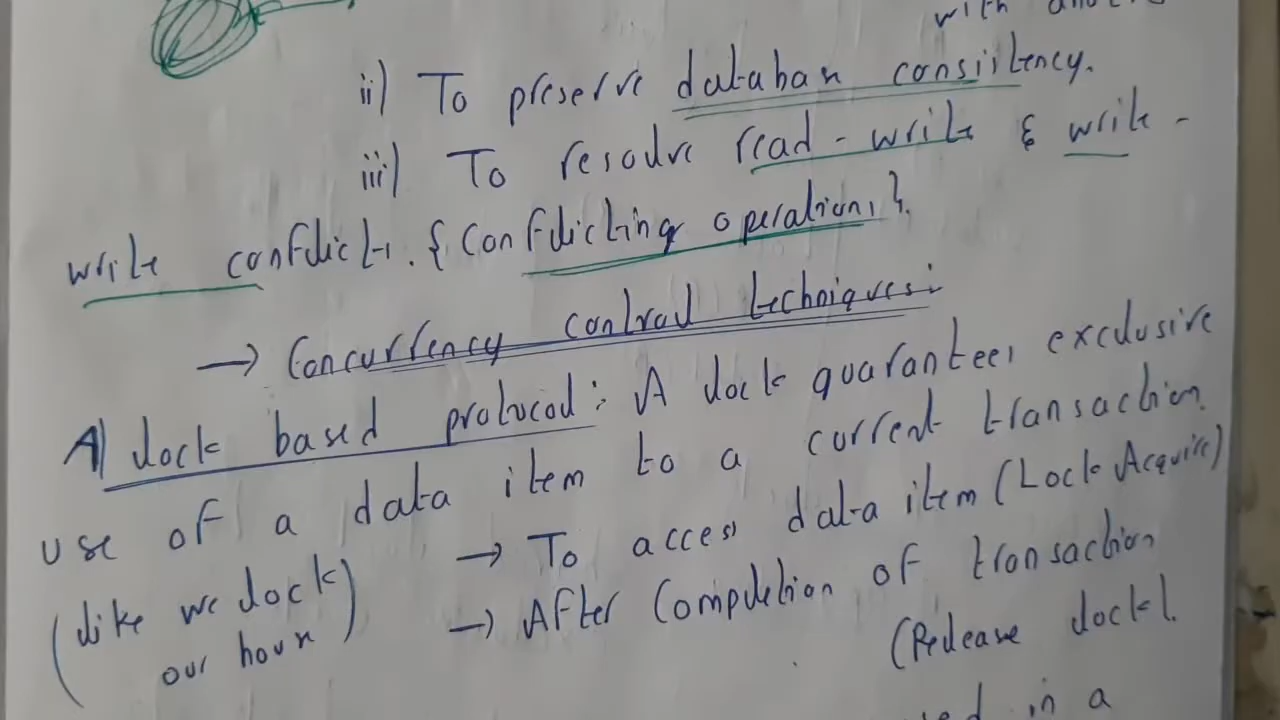 with
ii) To preserve database consistency.
iii) To resolve read - write & write -
write conflicts. {Conflicting operations}.
→ Concurrency control techniques:
A) lock based protocol: A lock guarantees exclusive
use of a data item to a current transaction.
(like we lock our house)
→ To access data item (Lock Acquire)
→ After Completion of transaction
(Release lock).
in a